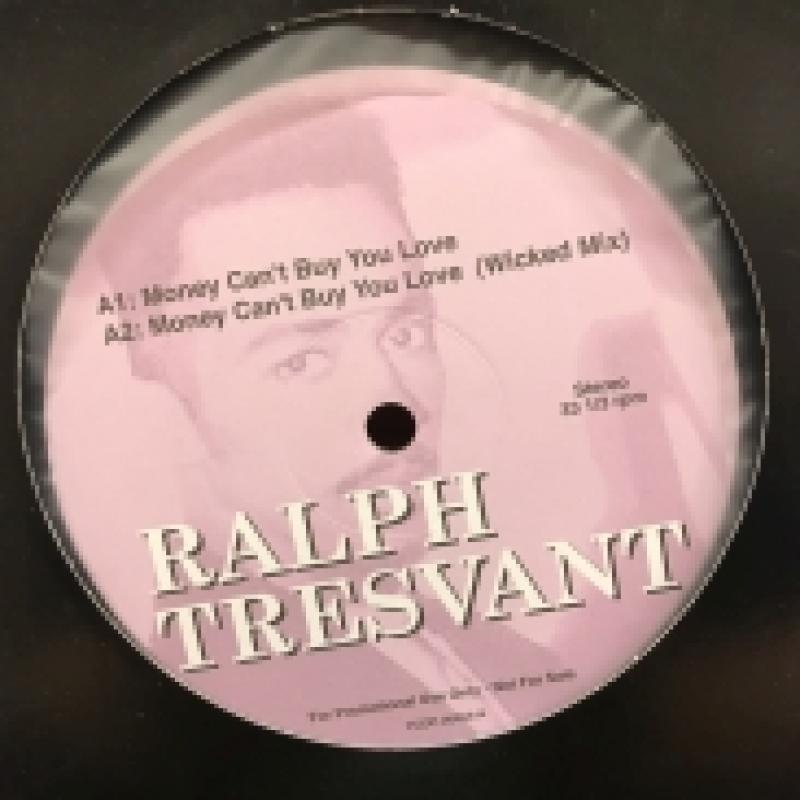 A1: Money Can't Buy You Love
A2: Money Can't Buy You Love (Wicked Mix)
Stereo
33 1/3 rpm
RALPH
TRESVANT
For Promotional Use Only Not For Sale